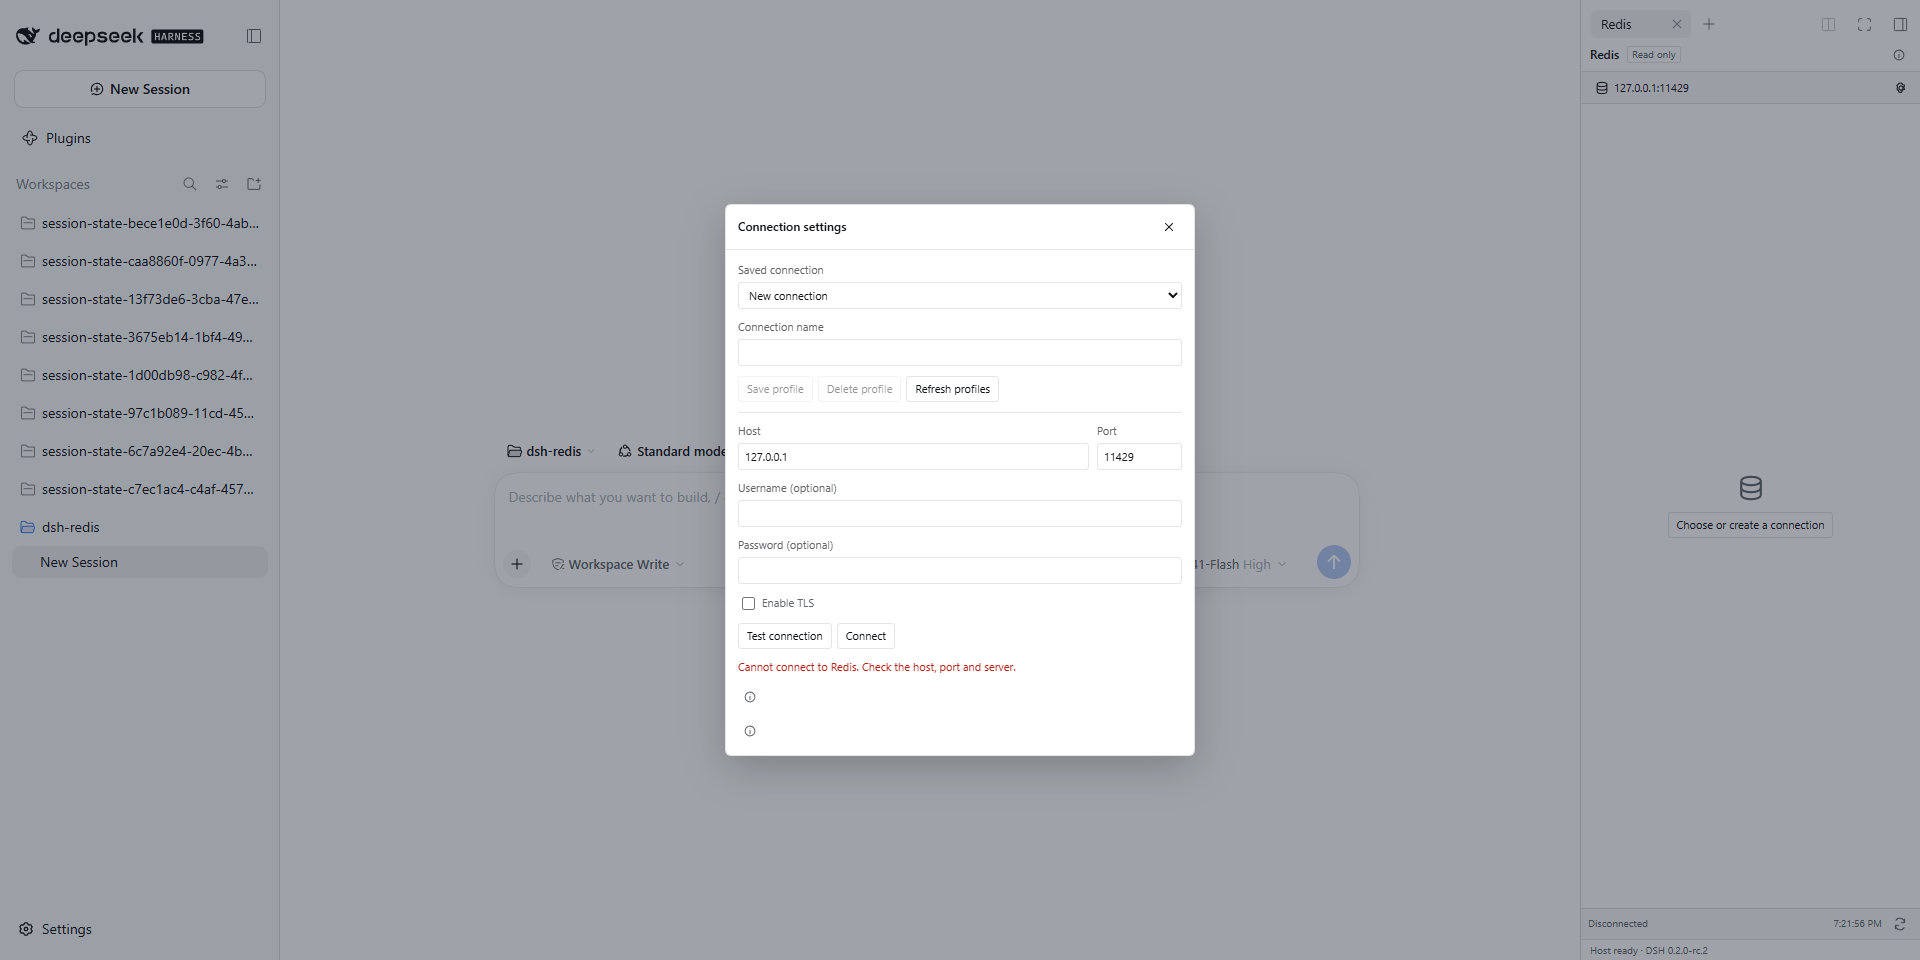 deepseek HARNESS
New Session
Plugins
Workspaces
session-state-bece1e0d-3f60-4ab...
session-state-caa8860f-0977-4a3...
session-state-13f73de6-3cba-47e...
session-state-3675eb14-1bf4-49...
session-state-1d00db98-c982-4f...
session-state-97c1b089-11cd-45...
session-state-6c7a92e4-20ec-4b...
session-state-c7ec1ac4-c4af-457...
dsh-redis
New Session
Settings
dsh-redis
Standard mode
Describe what you want to build, /
Workspace Write
41-Flash High
Connection settings
Saved connection
New connection
Connection name
Save profile
Delete profile
Refresh profiles
Host
Port
127.0.0.1
11429
Username (optional)
Password (optional)
Enable TLS
Test connection
Connect
Cannot connect to Redis. Check the host, port and server.
Redis
Redis
Read only
127.0.0.1:11429
Choose or create a connection
Disconnected
7:21:56 PM
Host ready · DSH 0.2.0-rc.2